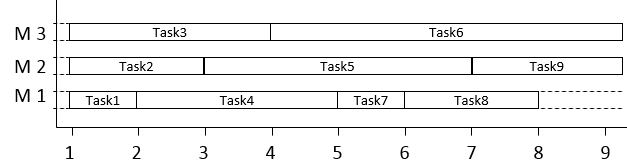 M 3 Task3 Task6
M 2 Task2 Task5 Task9
M 1 Task1 Task4 Task7 Task8
1 2 3 4 5 6 7 8 9